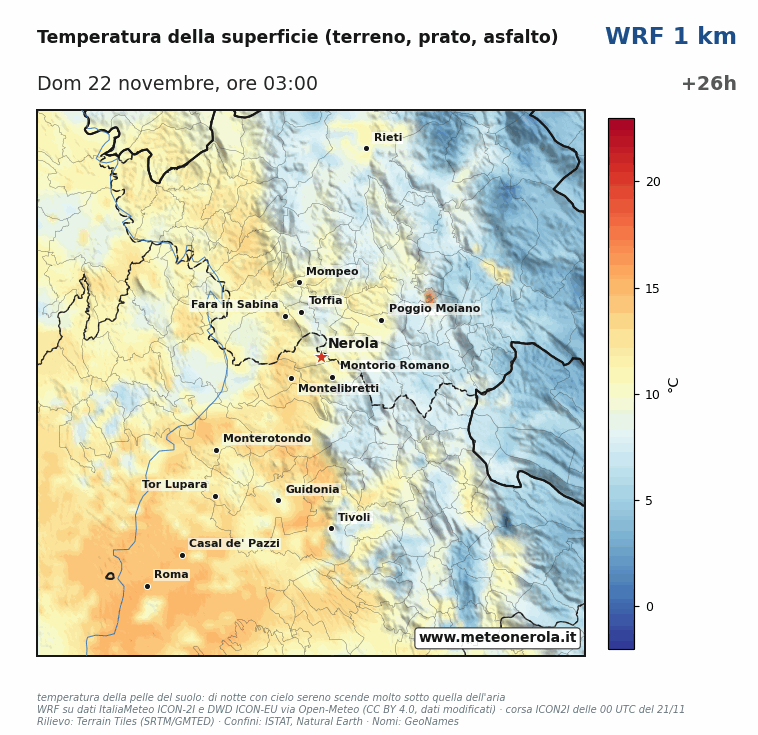 Temperatura della superficie (terreno, prato, asfalto)
WRF 1 km
Dom 22 novembre, ore 03:00
+26h
Rieti
Mompeo
Toffia
Fara in Sabina
Poggio Moiano
Nerola
Montorio Romano
Montelibretti
Monterotondo
Tor Lupara
Guidonia
Tivoli
Casal de' Pazzi
Roma
www.meteonerola.it
20
15
10
5
0
°C
temperatura della pelle del suolo: di notte con cielo sereno scende molto sotto quella dell'aria
WRF su dati ItaliaMeteo ICON-2I e DWD ICON-EU via Open-Meteo (CC BY 4.0, dati modificati) · corsa ICON2I delle 00 UTC del 21/11
Rilievo: Terrain Tiles (SRTM/GMTED) · Confini: ISTAT, Natural Earth · Nomi: GeoNames